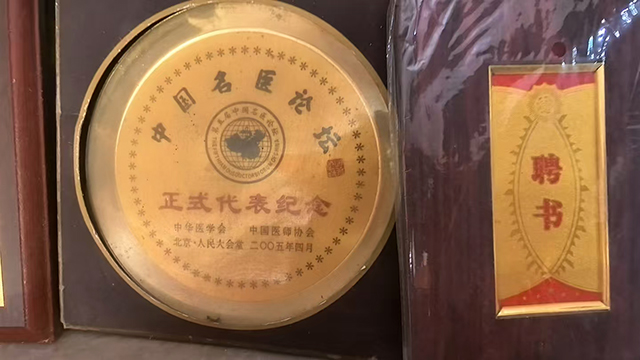 中国名医论坛
正式代表纪念
中华医学会 中国医师协会
北京·人民大会堂 二〇〇五年四月
聘书